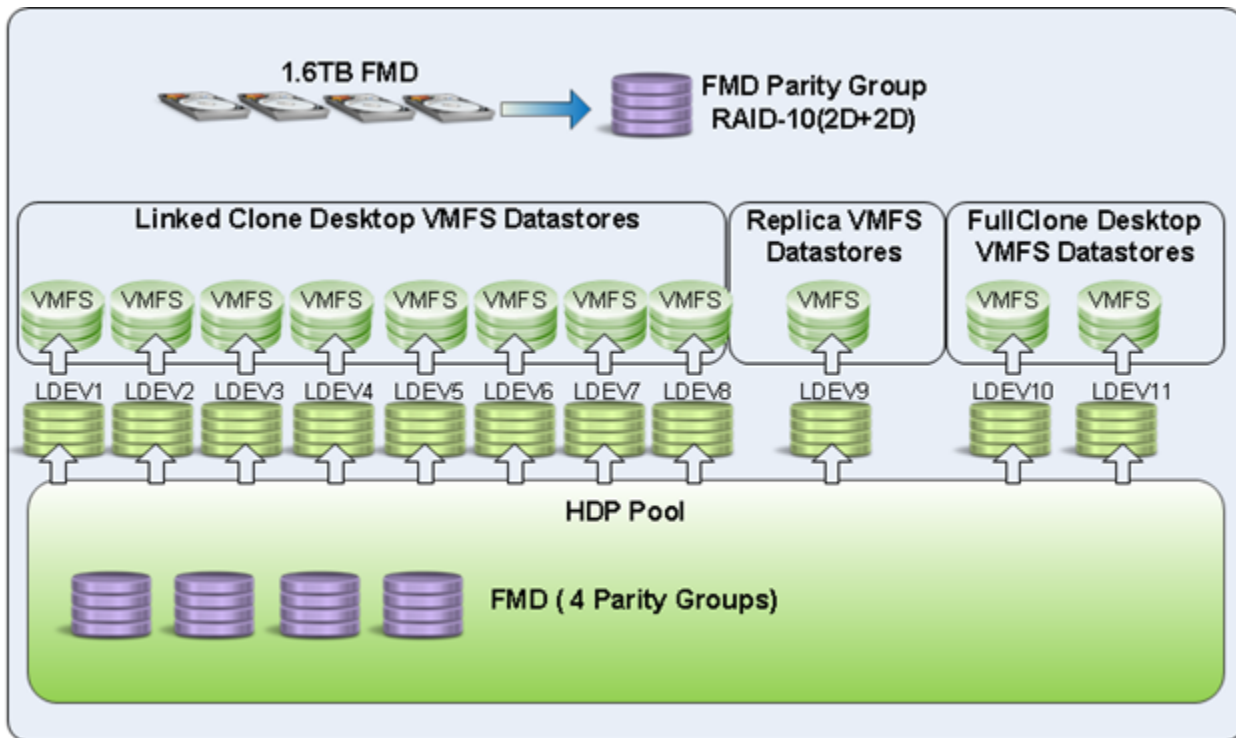 1.6TB FMD
FMD Parity Group
RAID-10(2D+2D)
Linked Clone Desktop VMFS Datastores
Replica VMFS
Datastores
FullClone Desktop
VMFS Datastores
VMFS VMFS VMFS VMFS VMFS VMFS VMFS VMFS VMFS VMFS VMFS
LDEV1 LDEV2 LDEV3 LDEV4 LDEV5 LDEV6 LDEV7 LDEV8 LDEV9 LDEV10 LDEV11
HDP Pool
FMD ( 4 Parity Groups)